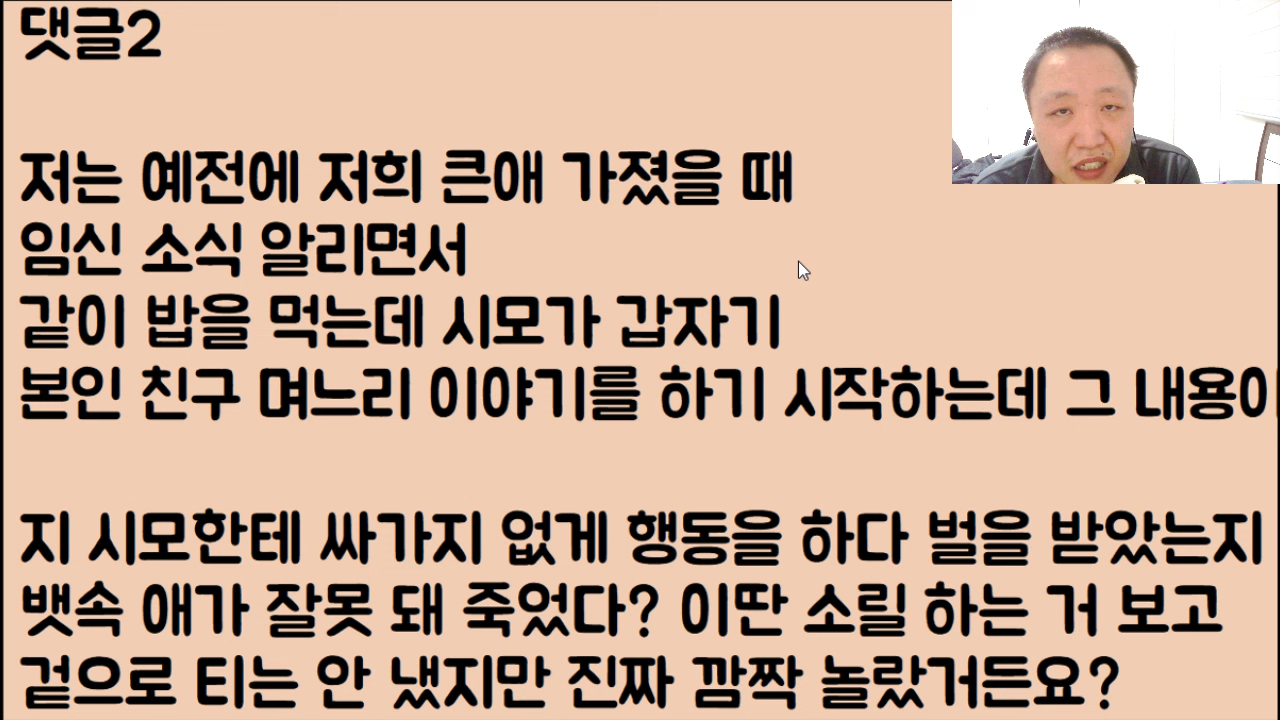 댓글2
저는 예전에 저희 큰애 가졌을 때
임신 소식 알리면서
같이 밥을 먹는데 시모가 갑자기
본인 친구 며느리 이야기를 하기 시작하는데 그 내용이
지 시모한테 싸가지 없게 행동을 하다 벌을 받았는지
뱃속 애가 잘못 돼 죽었다? 이딴 소릴 하는 거 보고
겉으로 티는 안 냈지만 진짜 깜짝 놀랐거든요?